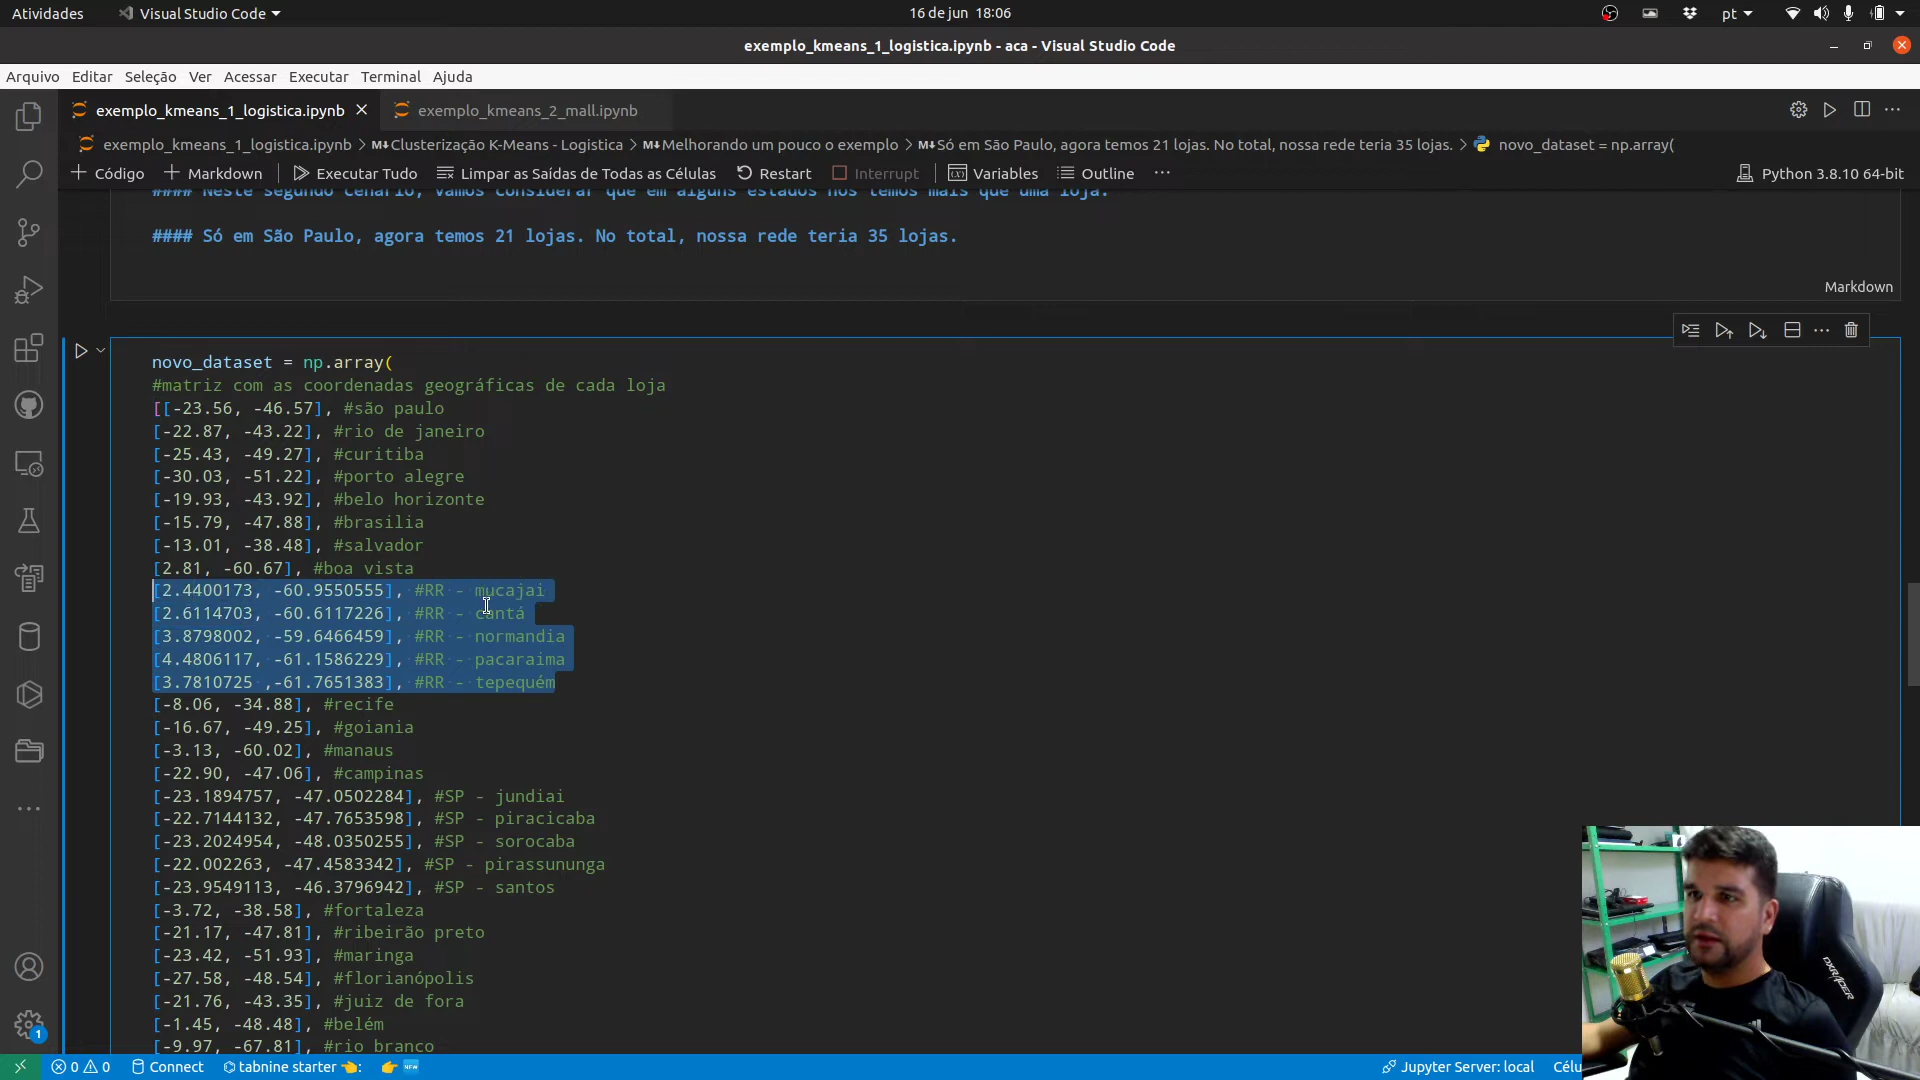 Atividades
Visual Studio Code
16 de jun 18:06
pt
exemplo_kmeans_1_logistica.ipynb - aca - Visual Studio Code
Arquivo Editar Seleção Ver Acessar Executar Terminal Ajuda
exemplo_kmeans_1_logistica.ipynb
exemplo_kmeans_2_mall.ipynb
exemplo_kmeans_1_logistica.ipynb > M↓Clusterização K-Means - Logistica > M↓Melhorando um pouco o exemplo > M↓Só em São Paulo, agora temos 21 lojas. No total, nossa rede teria 35 lojas. > novo_dataset = np.array(
+ Código + Markdown Executar Tudo Limpar as Saídas de Todas as Células Restart Interrupt Variables Outline ... Python 3.8.10 64-bit
#### Neste segundo cenário, vamos considerar que em alguns estados nós temos mais que uma loja.
#### Só em São Paulo, agora temos 21 lojas. No total, nossa rede teria 35 lojas.
Markdown
novo_dataset = np.array(
#matriz com as coordenadas geográficas de cada loja
[[-23.56, -46.57], #são paulo
[-22.87, -43.22], #rio de janeiro
[-25.43, -49.27], #curitiba
[-30.03, -51.22], #porto alegre
[-19.93, -43.92], #belo horizonte
[-15.79, -47.88], #brasilia
[-13.01, -38.48], #salvador
[2.81, -60.67], #boa vista
[2.4400173, -60.9550555], #RR - mucajai
[2.6114703, -60.6117226], #RR - cantá
[3.8798002, -59.6466459], #RR - normandia
[4.4806117, -61.1586229], #RR - pacaraima
[3.7810725 ,-61.7651383], #RR - tepequém
[-8.06, -34.88], #recife
[-16.67, -49.25], #goiania
[-3.13, -60.02], #manaus
[-22.90, -47.06], #campinas
[-23.1894757, -47.0502284], #SP - jundiai
[-22.7144132, -47.7653598], #SP - piracicaba
[-23.2024954, -48.0350255], #SP - sorocaba
[-22.002263, -47.4583342], #SP - pirassununga
[-23.9549113, -46.3796942], #SP - santos
[-3.72, -38.58], #fortaleza
[-21.17, -47.81], #ribeirão preto
[-23.42, -51.93], #maringa
[-27.58, -48.54], #florianópolis
[-21.76, -43.35], #juiz de fora
[-1.45, -48.48], #belém
[-9.97, -67.81], #rio branco
DXRACER
1
0 0 Connect tabnine starter NEW Jupyter Server: local Célu